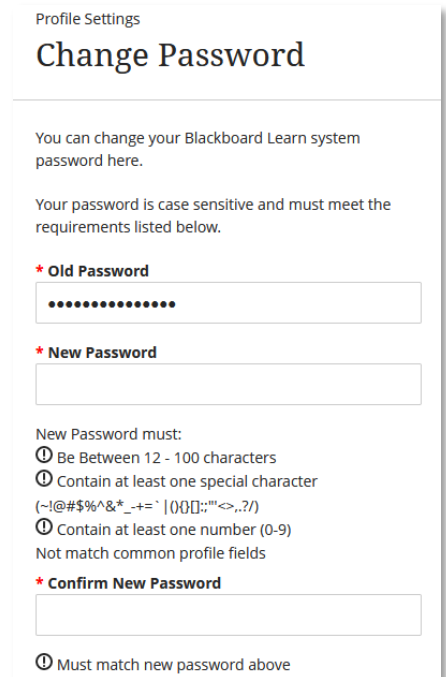 Profile Settings
Change Password
You can change your Blackboard Learn system
password here.
Your password is case sensitive and must meet the
requirements listed below.
* Old Password
•••••••••••••••
* New Password
New Password must:
Be Between 12 - 100 characters
Contain at least one special character
(~!@#$%^&*_-+=`|(){}[]:;"'<>,.?/)
Contain at least one number (0-9)
Not match common profile fields
* Confirm New Password
Must match new password above